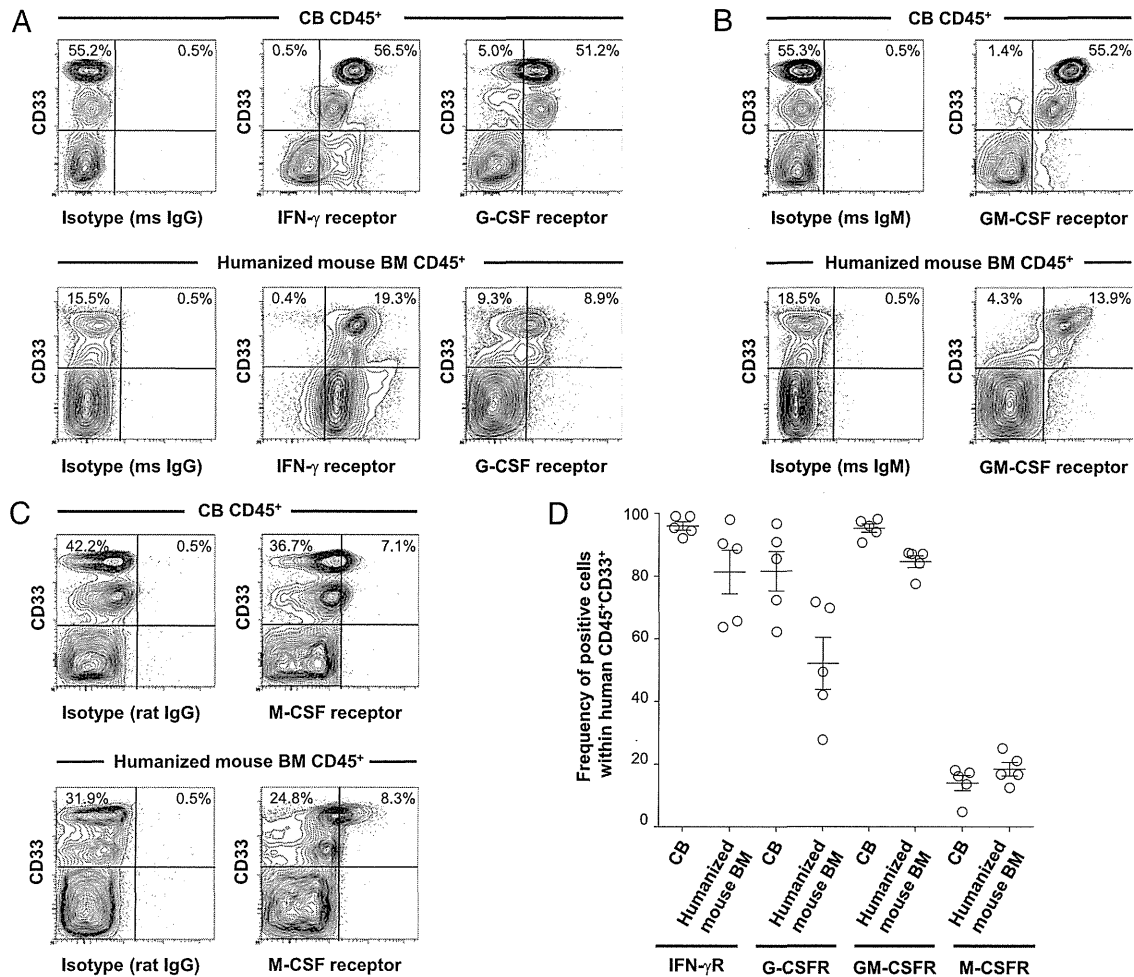 A
CB CD45+
55.2% 0.5%
0.5% 56.5%
5.0% 51.2%
CD33
CD33
CD33
Isotype (ms IgG)
IFN-γ receptor
G-CSF receptor
Humanized mouse BM CD45+
15.5% 0.5%
0.4% 19.3%
9.3% 8.9%
CD33
CD33
CD33
Isotype (ms IgG)
IFN-γ receptor
G-CSF receptor
B
CB CD45+
55.3% 0.5%
1.4% 55.2%
CD33
CD33
Isotype (ms IgM)
GM-CSF receptor
Humanized mouse BM CD45+
18.5% 0.5%
4.3% 13.9%
CD33
CD33
Isotype (ms IgM)
GM-CSF receptor
C
CB CD45+
42.2% 0.5%
36.7% 7.1%
CD33
CD33
Isotype (rat IgG)
M-CSF receptor
Humanized mouse BM CD45+
31.9% 0.5%
24.8% 8.3%
CD33
CD33
Isotype (rat IgG)
M-CSF receptor
D
Frequency of positive cells
within human CD45+CD33+
100
80
60
40
20
0
CB
Humanized
mouse BM
CB
Humanized
mouse BM
CB
Humanized
mouse BM
CB
Humanized
mouse BM
IFN-γR
G-CSFR
GM-CSFR
M-CSFR